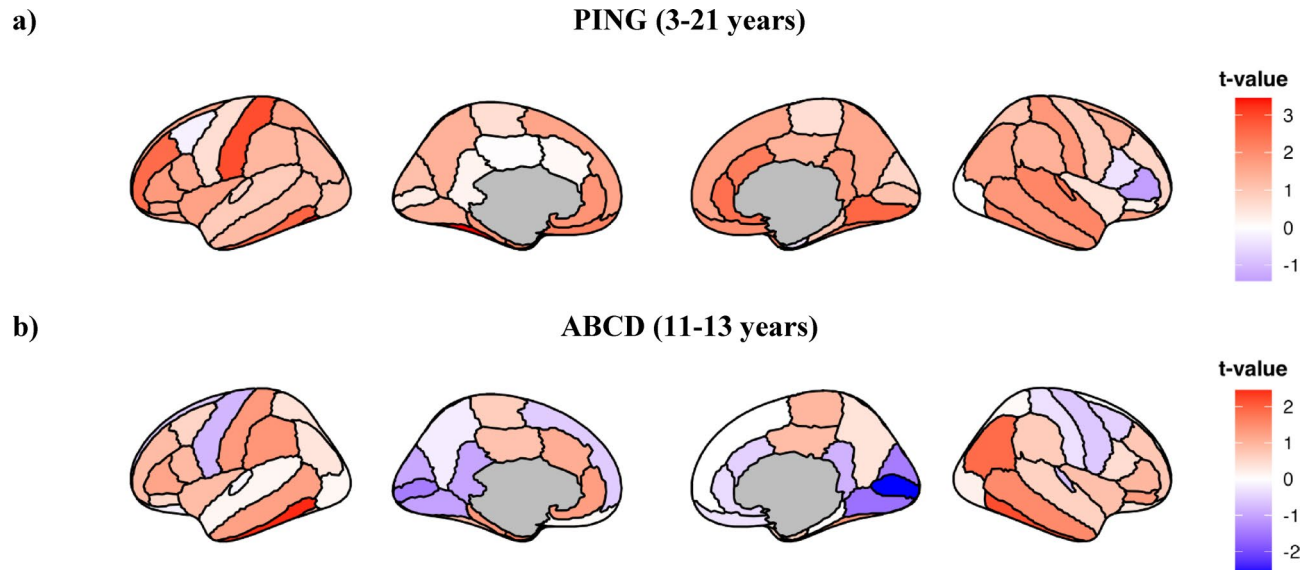 a) PING (3-21 years)
t-value
3
2
1
0
-1
b) ABCD (11-13 years)
t-value
2
1
0
-1
-2